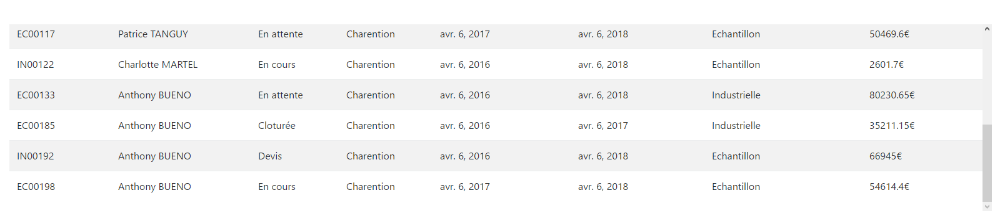 EC00117 Patrice TANGUY En attente Charention avr. 6, 2017 avr. 6, 2018 Echantillon 50469.6€
IN00122 Charlotte MARTEL En cours Charention avr. 6, 2016 avr. 6, 2018 Echantillon 2601.7€
EC00133 Anthony BUENO En attente Charention avr. 6, 2016 avr. 6, 2018 Industrielle 80230.65€
EC00185 Anthony BUENO Cloturée Charention avr. 6, 2016 avr. 6, 2017 Industrielle 35211.15€
IN00192 Anthony BUENO Devis Charention avr. 6, 2016 avr. 6, 2018 Echantillon 66945€
EC00198 Anthony BUENO En cours Charention avr. 6, 2017 avr. 6, 2018 Echantillon 54614.4€